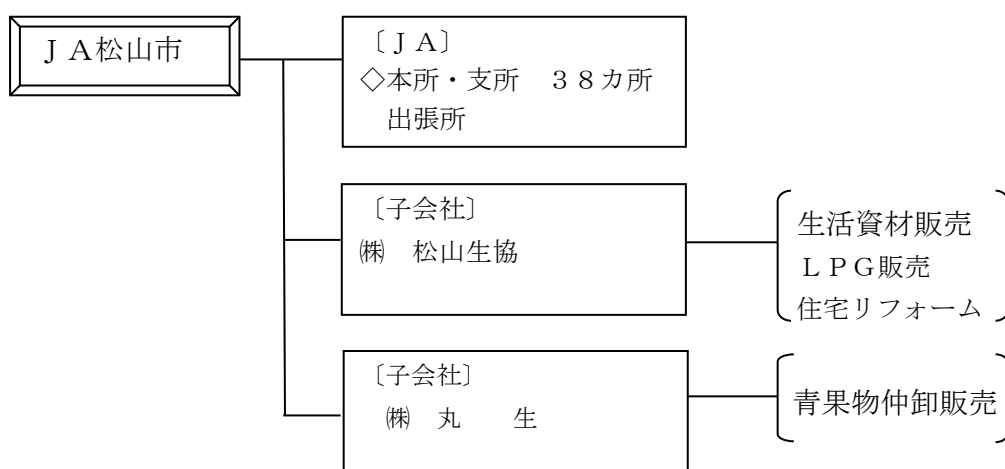 ＪＡ松山市
〔ＪＡ〕
◇本所・支所　３８カ所
出張所
〔子会社〕
㈱　松山生協
生活資材販売
ＬＰＧ販売
住宅リフォーム
〔子会社〕
㈱　丸　　生
青果物仲卸販売